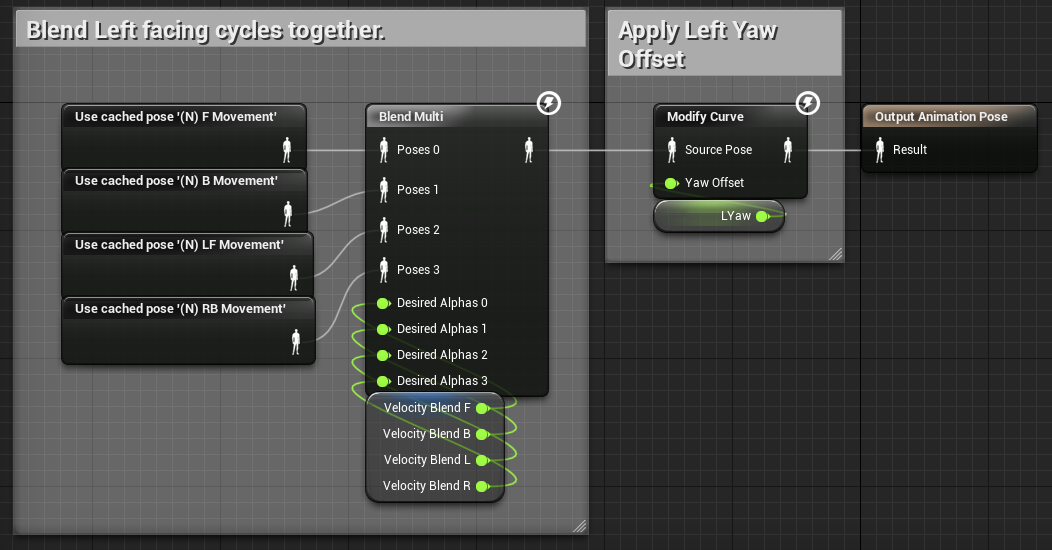 Blend Left facing cycles together.
Apply Left Yaw
Offset
Use cached pose '(N) F Movement'
Use cached pose '(N) B Movement'
Use cached pose '(N) LF Movement'
Use cached pose '(N) RB Movement'
Blend Multi
Poses 0
Poses 1
Poses 2
Poses 3
Desired Alphas 0
Desired Alphas 1
Desired Alphas 2
Desired Alphas 3
Velocity Blend F
Velocity Blend B
Velocity Blend L
Velocity Blend R
Modify Curve
Source Pose
Yaw Offset
LYaw
Output Animation Pose
Result